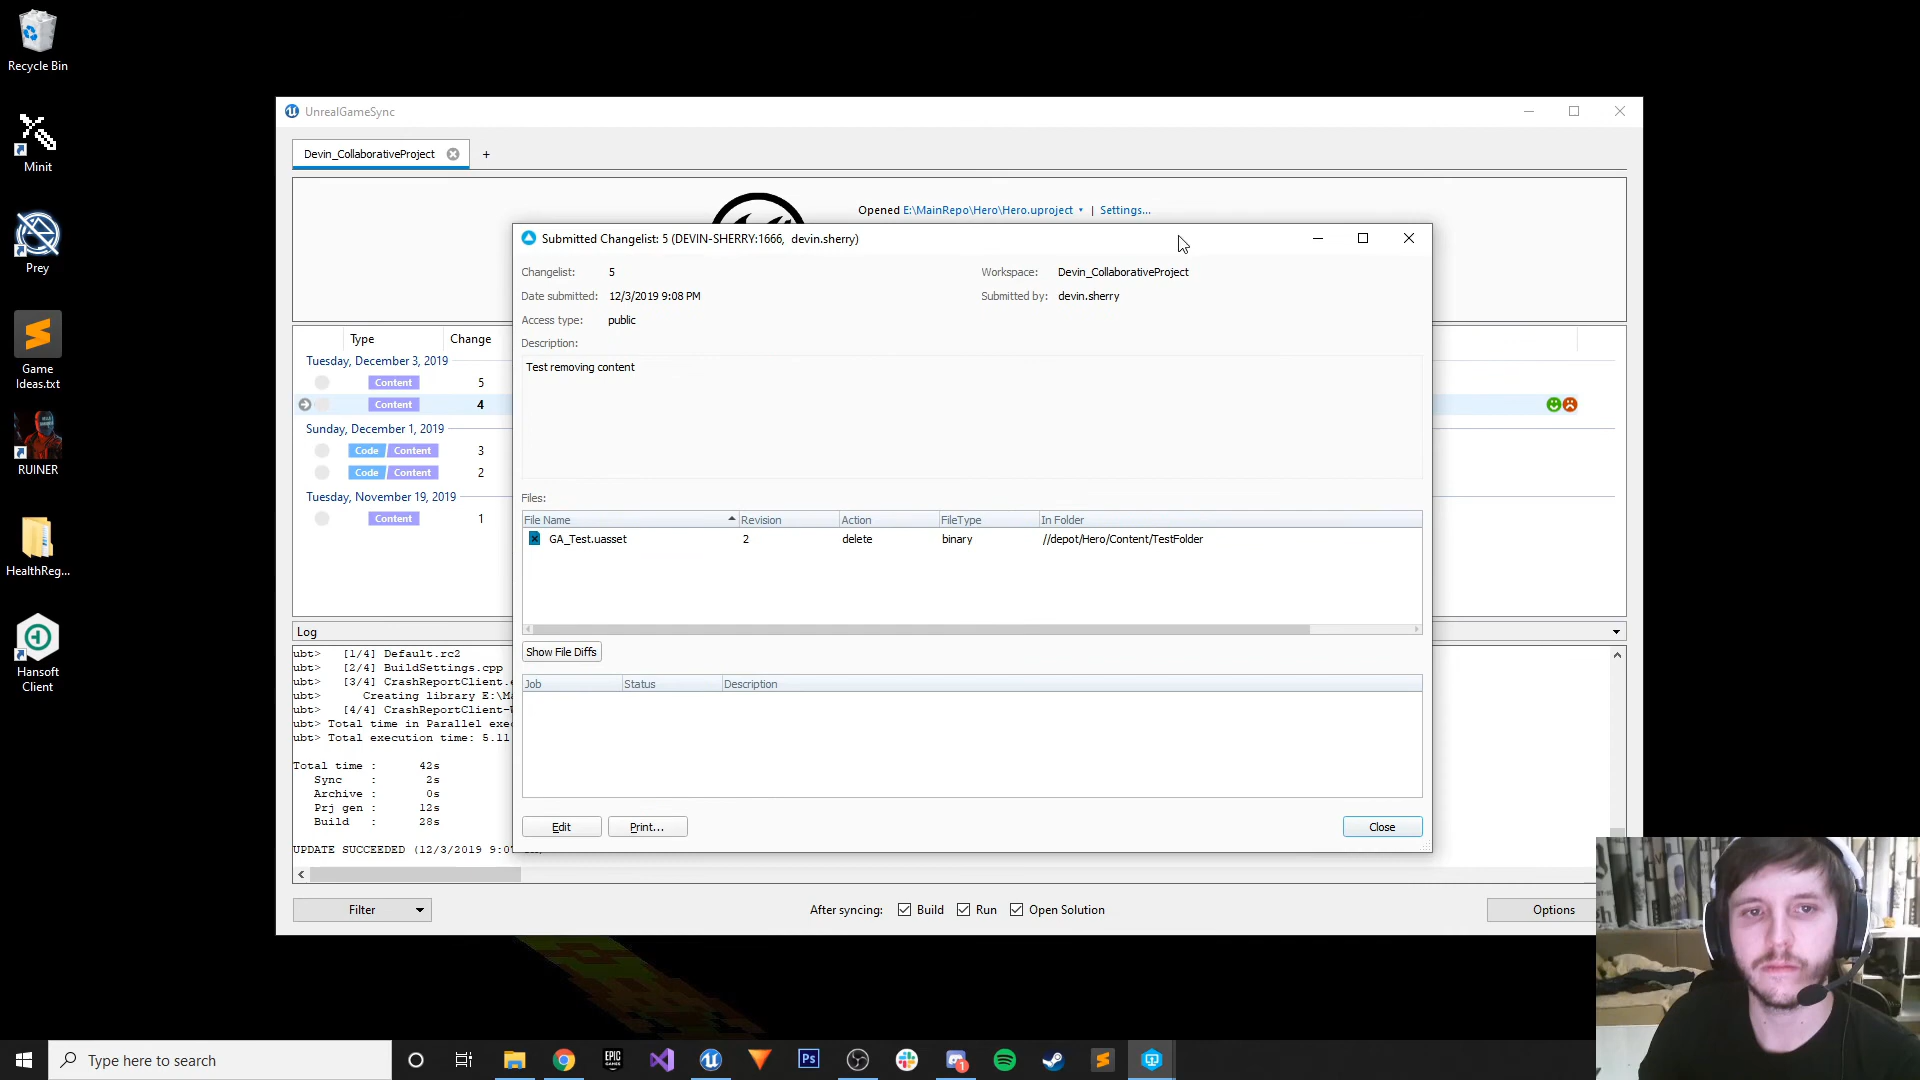 Recycle Bin
Minit
Prey
Game
Ideas.txt
RUINER
HealthReg...
Hansoft
Client
UnrealGameSync
Devin_CollaborativeProject
+
Opened E:\MainRepo\Hero\Hero.uproject | Settings...
Type Change
Tuesday, December 3, 2019
Content 5
Content 4
Sunday, December 1, 2019
Code Content 3
Code Content 2
Tuesday, November 19, 2019
Content 1
Log
ubt> [1/4] Default.rc2
ubt> [2/4] BuildSettings.cpp
ubt> [3/4] CrashReportClient.
ubt> Creating library E:\Ma
ubt> [4/4] CrashReportClient-
ubt> Total time in Parallel exe
ubt> Total execution time: 5.11
Total time : 42s
Sync : 2s
Archive : 0s
Prj gen : 12s
Build : 28s
UPDATE SUCCEEDED (12/3/2019 9:0
Filter
After syncing: Build Run Open Solution
Options
Submitted Changelist: 5 (DEVIN-SHERRY:1666, devin.sherry)
Changelist: 5
Workspace: Devin_CollaborativeProject
Date submitted: 12/3/2019 9:08 PM
Submitted by: devin.sherry
Access type: public
Description:
Test removing content
Files:
File Name Revision Action FileType In Folder
GA_Test.uasset 2 delete binary //depot/Hero/Content/TestFolder
Show File Diffs
Job Status Description
Edit
Print...
Close
Type here to search
EPIC
GAMES
Ps
1